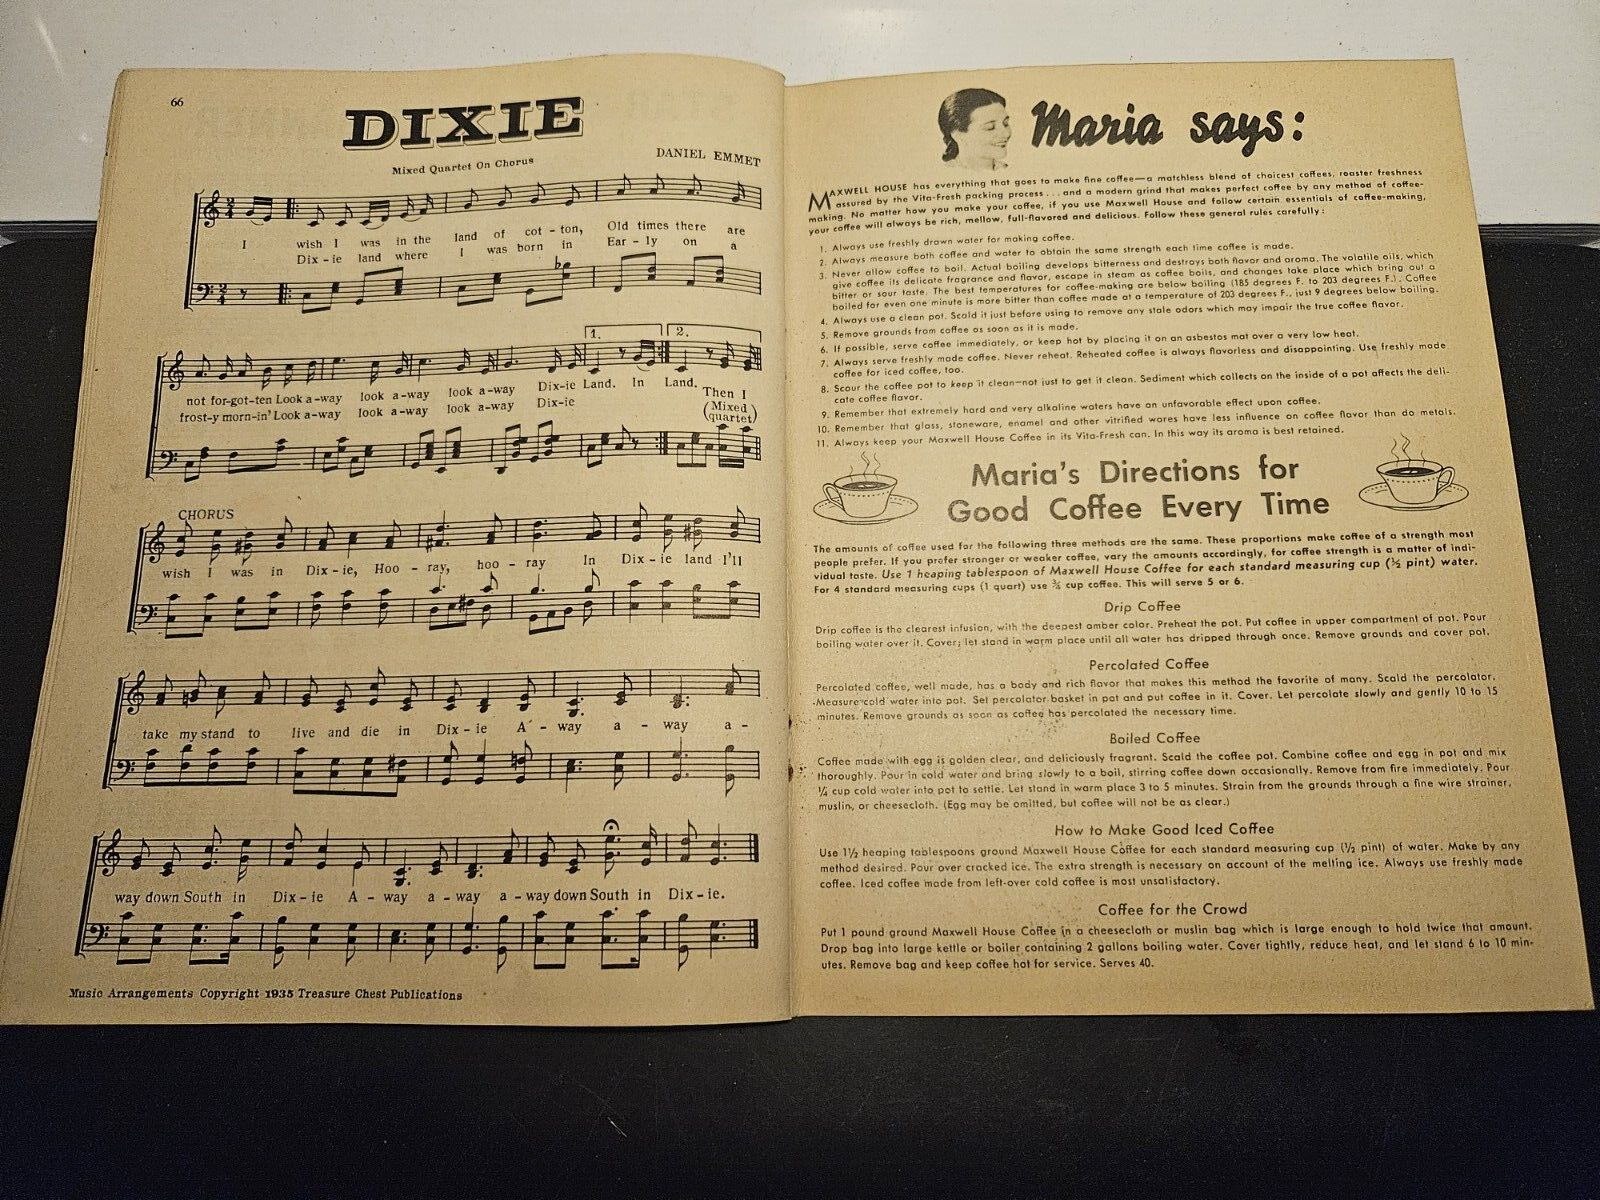 66
DIXIE
Mixed Quartet On Chorus
DANIEL EMMET
I wish I was in the land of cot-ton, Old times there are
Dix-ie land where I was born in Ear-ly on a
1. 2.
not for-got-ten Look a-way look a-way look a-way Dix-ie Land. In Land. Then I
frost-y morn-in' Look a-way look a-way look a-way Dix-ie (Mixed quartet)
CHORUS
wish I was in Dix-ie, Hoo-ray, hoo-ray In Dix-ie land I'll
take my stand to live and die in Dix-ie A-way a-way a-
way down South in Dix-ie A-way a-way a-way down South in Dix-ie.
Music Arrangements Copyright 1935 Treasure Chest Publications
Maria says:
MAXWELL HOUSE has everything that goes to make fine coffee—a matchless blend of choicest coffees, roaster freshness
assured by the Vita-Fresh packing process . . . and a modern grind that makes perfect coffee by any method of coffee-
making. No matter how you make your coffee, if you use Maxwell House and follow certain essentials of coffee-making,
your coffee will always be rich, mellow, full-flavored and delicious. Follow these general rules carefully:
1. Always use freshly drawn water for making coffee.
2. Always measure both coffee and water to obtain the same strength each time coffee is made.
3. Never allow coffee to boil. Actual boiling develops bitterness and destroys both flavor and aroma. The volatile oils, which
give coffee its delicate fragrance and flavor, escape in steam as coffee boils, and changes take place which bring out a
bitter or sour taste. The best temperatures for coffee-making are below boiling (185 degrees F. to 203 degrees F.). Coffee
boiled for even one minute is more bitter than coffee made at a temperature of 203 degrees F., just 9 degrees below boiling.
4. Always use a clean pot. Scald it just before using to remove any stale odors which may impair the true coffee flavor.
5. Remove grounds from coffee as soon as it is made.
6. If possible, serve coffee immediately, or keep hot by placing it on an asbestos mat over a very low heat.
7. Always serve freshly made coffee. Never reheat. Reheated coffee is always flavorless and disappointing. Use freshly made
coffee for iced coffee, too.
8. Scour the coffee pot to keep it clean—not just to get it clean. Sediment which collects on the inside of a pot affects the deli-
cate coffee flavor.
9. Remember that extremely hard and very alkaline waters have an unfavorable effect upon coffee.
10. Remember that glass, stoneware, enamel and other vitrified wares have less influence on coffee flavor than do metals.
11. Always keep your Maxwell House Coffee in its Vita-Fresh can. In this way its aroma is best retained.
Maria's Directions for
Good Coffee Every Time
The amounts of coffee used for the following three methods are the same. These proportions make coffee of a strength most
people prefer. If you prefer stronger or weaker coffee, vary the amounts accordingly, for coffee strength is a matter of indi-
vidual taste. Use 1 heaping tablespoon of Maxwell House Coffee for each standard measuring cup (½ pint) water.
For 4 standard measuring cups (1 quart) use ¾ cup coffee. This will serve 5 or 6.
Drip Coffee
Drip coffee is the clearest infusion, with the deepest amber color. Preheat the pot. Put coffee in upper compartment of pot. Pour
boiling water over it. Cover; let stand in warm place until all water has dripped through once. Remove grounds and cover pot.
Percolated Coffee
Percolated coffee, well made, has a body and rich flavor that makes this method the favorite of many. Scald the percolator.
Measure cold water into pot. Set percolator basket in pot and put coffee in it. Cover. Let percolate slowly and gently 10 to 15
minutes. Remove grounds as soon as coffee has percolated the necessary time.
Boiled Coffee
Coffee made with egg is golden clear, and deliciously fragrant. Scald the coffee pot. Combine coffee and egg in pot and mix
thoroughly. Pour in cold water and bring slowly to a boil, stirring coffee down occasionally. Remove from fire immediately. Pour
¼ cup cold water into pot to settle. Let stand in warm place 3 to 5 minutes. Strain from the grounds through a fine wire strainer,
muslin, or cheesecloth. (Egg may be omitted, but coffee will not be as clear.)
How to Make Good Iced Coffee
Use 1½ heaping tablespoons ground Maxwell House Coffee for each standard measuring cup (½ pint) of water. Make by any
method desired. Pour over cracked ice. The extra strength is necessary on account of the melting ice. Always use freshly made
coffee. Iced coffee made from left-over cold coffee is most unsatisfactory.
Coffee for the Crowd
Put 1 pound ground Maxwell House Coffee in a cheesecloth or muslin bag which is large enough to hold twice that amount.
Drop bag into large kettle or boiler containing 2 gallons boiling water. Cover tightly, reduce heat, and let stand 6 to 10 min-
utes. Remove bag and keep coffee hot for service. Serves 40.